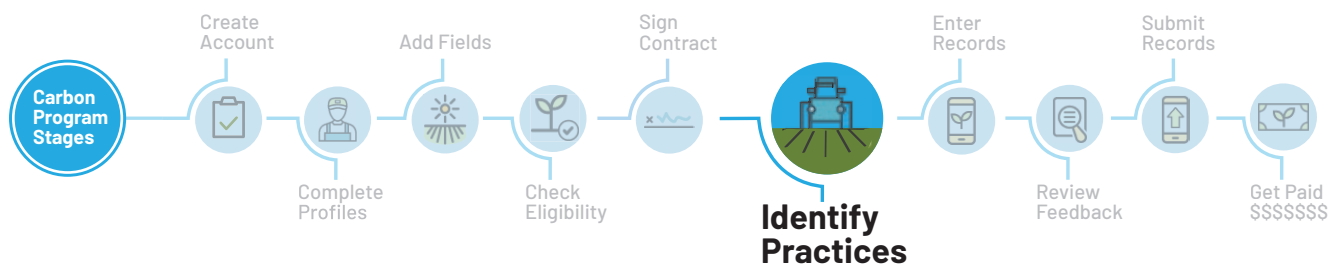 Carbon
Program
Stages
Create
Account
Complete
Profiles
Add Fields
Check
Eligibility
Sign
Contract
x
Identify
Practices
Enter
Records
Review
Feedback
Submit
Records
Get Paid
$$$$$$$